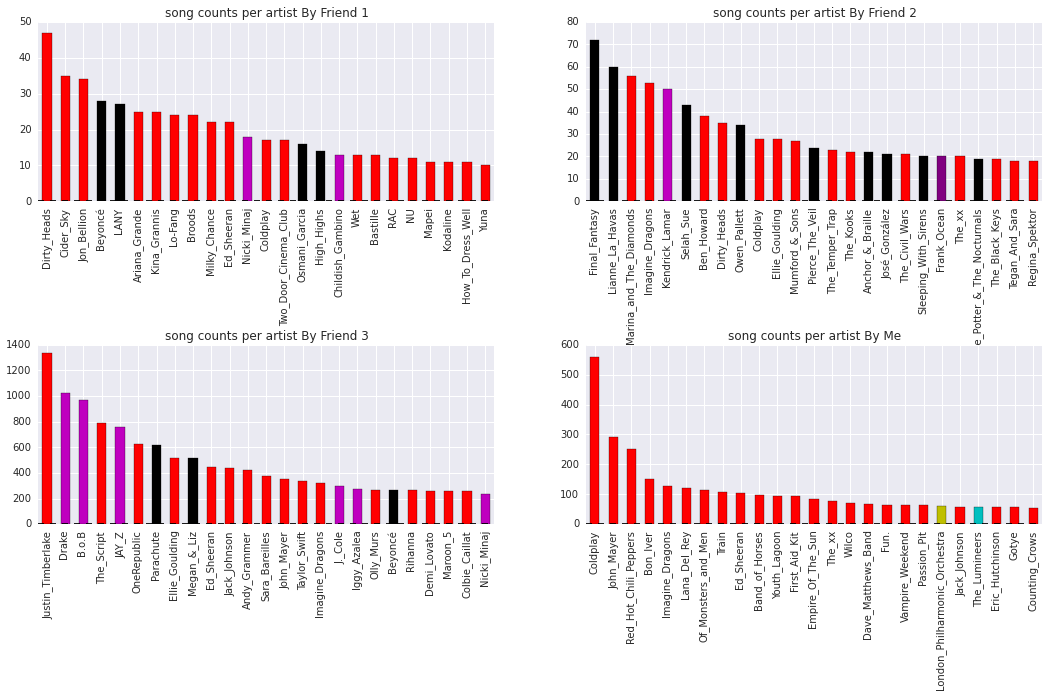 song counts per artist By Friend 1
50
40
30
20
10
0
Dirty_Heads
Cider_Sky
Jon_Bellion
Beyoncé
LANY
Ariana_Grande
Kina_Grannis
Lo-Fang
Broods
Milky_Chance
Ed_Sheeran
Nicki_Minaj
Coldplay
Two_Door_Cinema_Club
Osmani_Garcia
High_Highs
Childish_Gambino
Wet
Bastille
RAC
NU
Mapei
Kodaline
How_To_Dress_Well
Yuna
song counts per artist By Friend 2
80
70
60
50
40
30
20
10
0
Final_Fantasy
Lianne_La_Havas
Marina_and_The_Diamonds
Imagine_Dragons
Kendrick_Lamar
Selah_Sue
Ben_Howard
Dirty_Heads
Owen_Pallett
Coldplay
Ellie_Goulding
Mumford_&_Sons
Pierce_The_Veil
The_Temper_Trap
The_Kooks
Anchor_&_Braille
José_González
The_Civil_Wars
Sleeping_With_Sirens
Frank_Ocean
The_xx
e_Potter_&_The_Nocturnals
The_Black_Keys
Tegan_And_Sara
Regina_Spektor
song counts per artist By Friend 3
1400
1200
1000
800
600
400
200
0
Justin_Timberlake
Drake
B.o.B
The_Script
JAY_Z
OneRepublic
Parachute
Ellie_Goulding
Megan_&_Liz
Ed_Sheeran
Jack_Johnson
Andy_Grammer
Sara_Bareilles
John_Mayer
Taylor_Swift
Imagine_Dragons
J._Cole
Iggy_Azalea
Olly_Murs
Beyoncé
Rihanna
Demi_Lovato
Maroon_5
Colbie_Caillat
Nicki_Minaj
song counts per artist By Me
600
500
400
300
200
100
0
Coldplay
John_Mayer
Red_Hot_Chili_Peppers
Bon_Iver
Imagine_Dragons
Lana_Del_Rey
Of_Monsters_and_Men
Train
Ed_Sheeran
Band_of_Horses
Youth_Lagoon
First_Aid_Kit
Empire_Of_The_Sun
The_xx
Wilco
Dave_Matthews_Band
Fun.
Vampire_Weekend
Passion_Pit
London_Philharmonic_Orchestra
Jack_Johnson
The_Lumineers
Eric_Hutchinson
Gotye
Counting_Crows